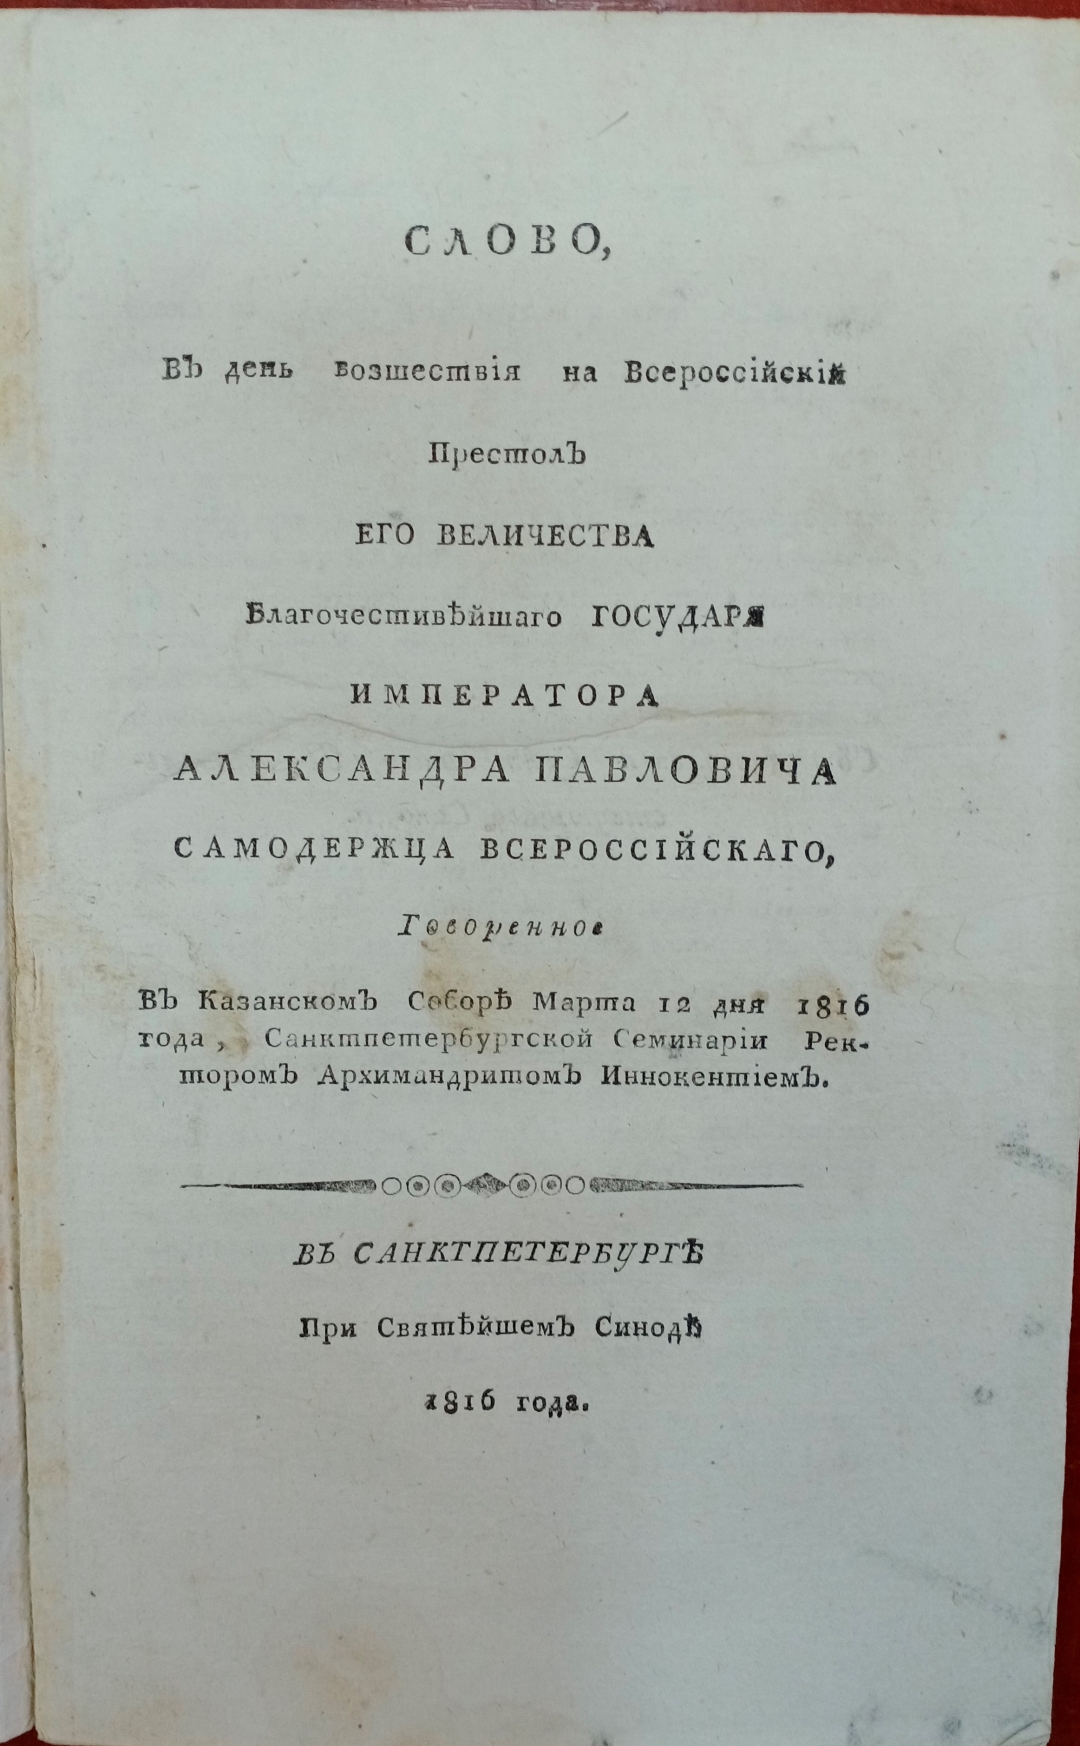 СЛОВО,
Въ день возшествія на Всероссійскій
Престолъ
ЕГО ВЕЛИЧЕСТВА
Благочестивѣйшаго ГОСУДАРЯ
ИМПЕРАТОРА
АЛЕКСАНДРА ПАВЛОВИЧА
САМОДЕРЖЦА ВСЕРОССІЙСКАГО,
Говоренное
Въ Казанскомъ Соборѣ Марта 12 дня 1816
года, Санктпетербургской Семинаріи Рек-
торомъ Архимандритомъ Иннокентіемъ.
ВЪ САНКТПЕТЕРБУРГѢ
При Святѣйшемъ Синодѣ
1816 года.